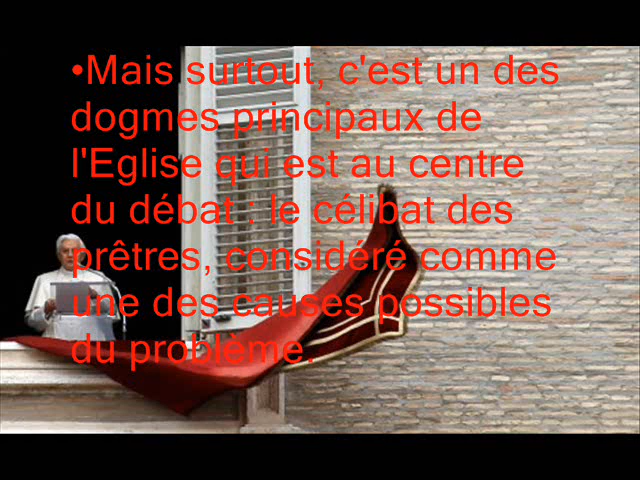 •Mais surtout, c'est un des
dogmes principaux de
l'Eglise qui est au centre
du débat : le célibat des
prêtres, considéré comme
une des causes possibles
du problème.